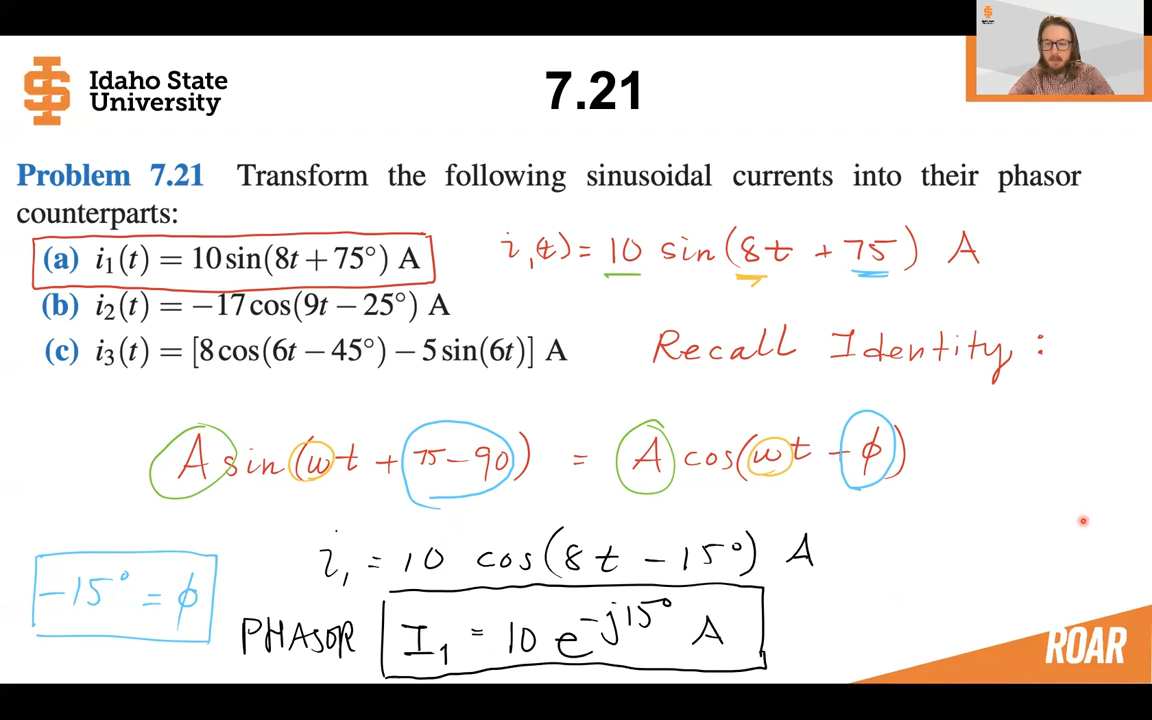 Idaho State
University
7.21
Problem 7.21 Transform the following sinusoidal currents into their phasor
counterparts:
(a) i₁(t) = 10 sin(8t + 75°) A
i₁(t) = 10 sin(8t + 75) A
(b) i₂(t) = −17 cos(9t − 25°) A
(c) i₃(t) = [8 cos(6t − 45°) − 5 sin(6t)] A
Recall Identity:
A sin(ωt + 75-90) = A cos(ωt + ϕ)
i₁ = 10 cos(8t - 15°) A
-15° = ϕ
PHASOR I₁ = 10 e^-j15° A
ROAR